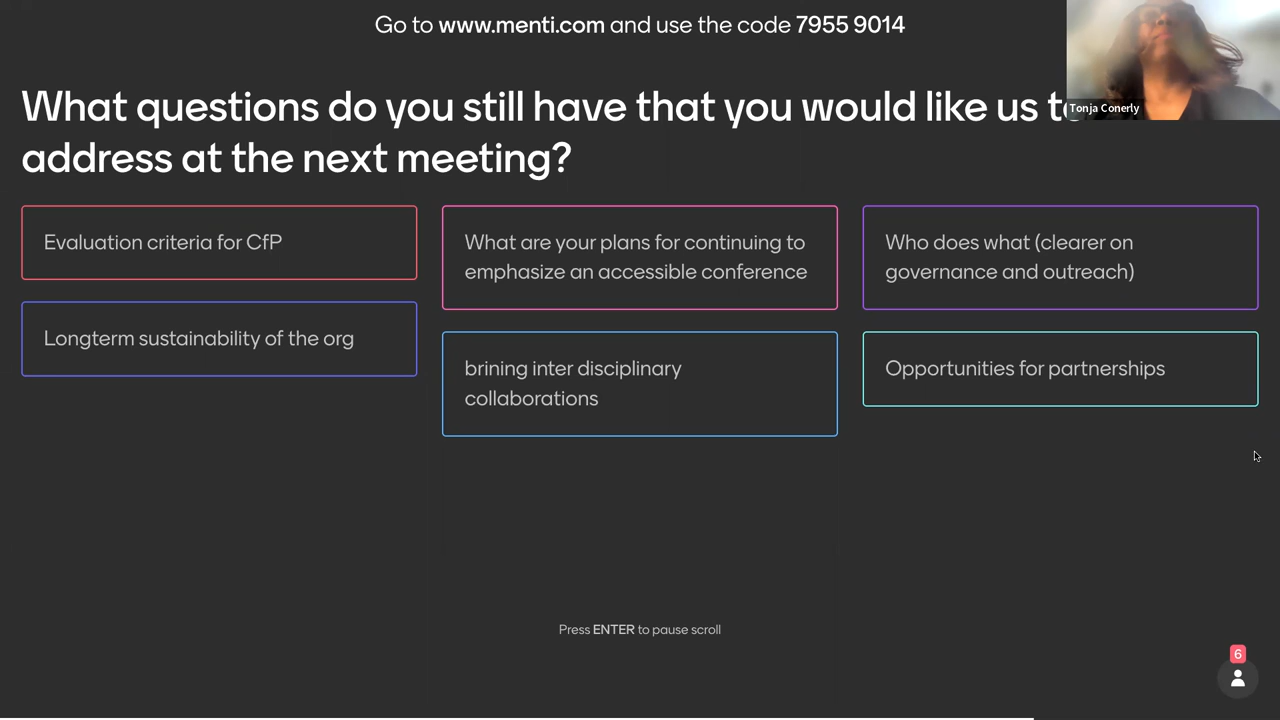 Go to www.menti.com and use the code 7955 9014
Tonja Conerly
What questions do you still have that you would like us to
address at the next meeting?
Evaluation criteria for CfP
Longterm sustainability of the org
What are your plans for continuing to
emphasize an accessible conference
brining inter disciplinary
collaborations
Who does what (clearer on
governance and outreach)
Opportunities for partnerships
Press ENTER to pause scroll
6